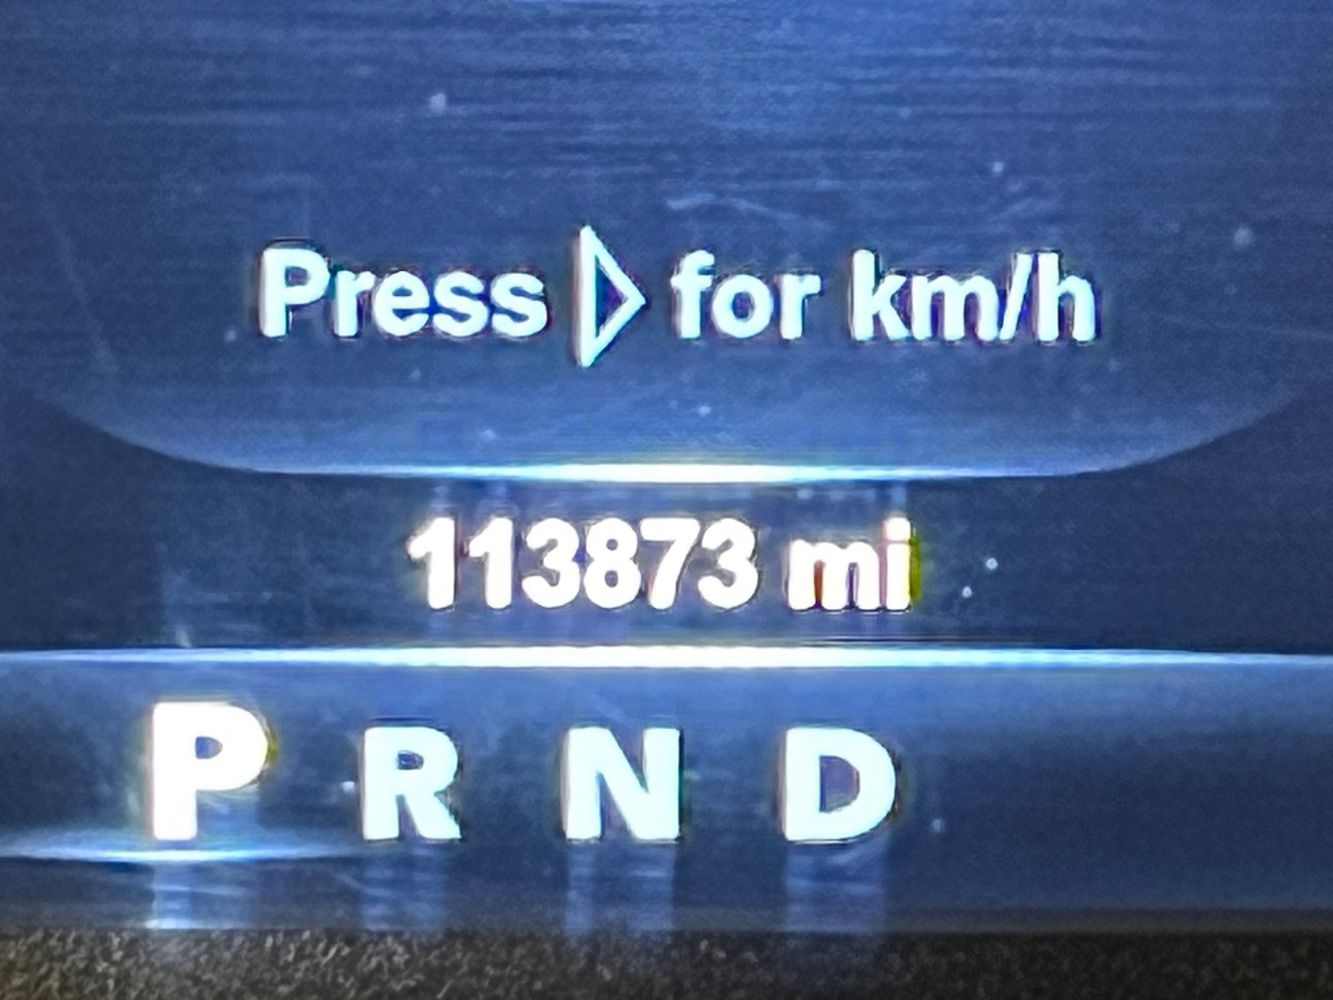 Press ▷ for km/h
113873 mi
P R N D